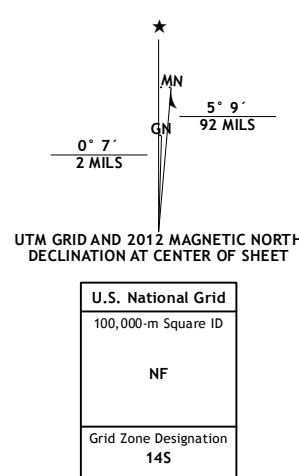 MN
GN
5° 9´
92 MILS
0° 7´
2 MILS
UTM GRID AND 2012 MAGNETIC NORTH
DECLINATION AT CENTER OF SHEET
U.S. National Grid
100,000-m Square ID
NF
Grid Zone Designation
14S